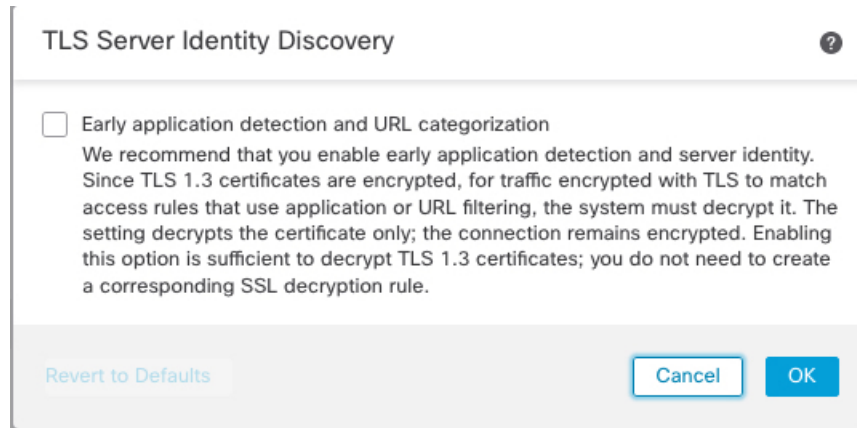 TLS Server Identity Discovery
?
Early application detection and URL categorization
We recommend that you enable early application detection and server identity.
Since TLS 1.3 certificates are encrypted, for traffic encrypted with TLS to match
access rules that use application or URL filtering, the system must decrypt it. The
setting decrypts the certificate only; the connection remains encrypted. Enabling
this option is sufficient to decrypt TLS 1.3 certificates; you do not need to create
a corresponding SSL decryption rule.
Revert to Defaults
Cancel
OK